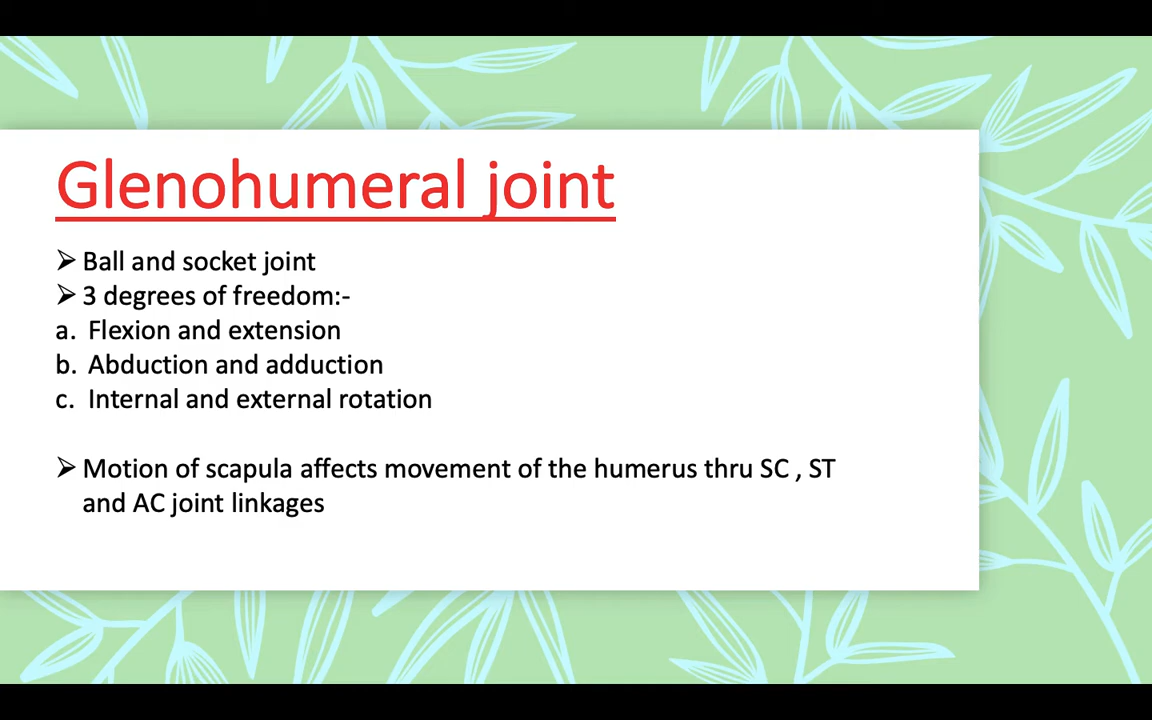 Glenohumeral joint
➢ Ball and socket joint
➢ 3 degrees of freedom:-
a. Flexion and extension
b. Abduction and adduction
c. Internal and external rotation
➢ Motion of scapula affects movement of the humerus thru SC , ST
and AC joint linkages